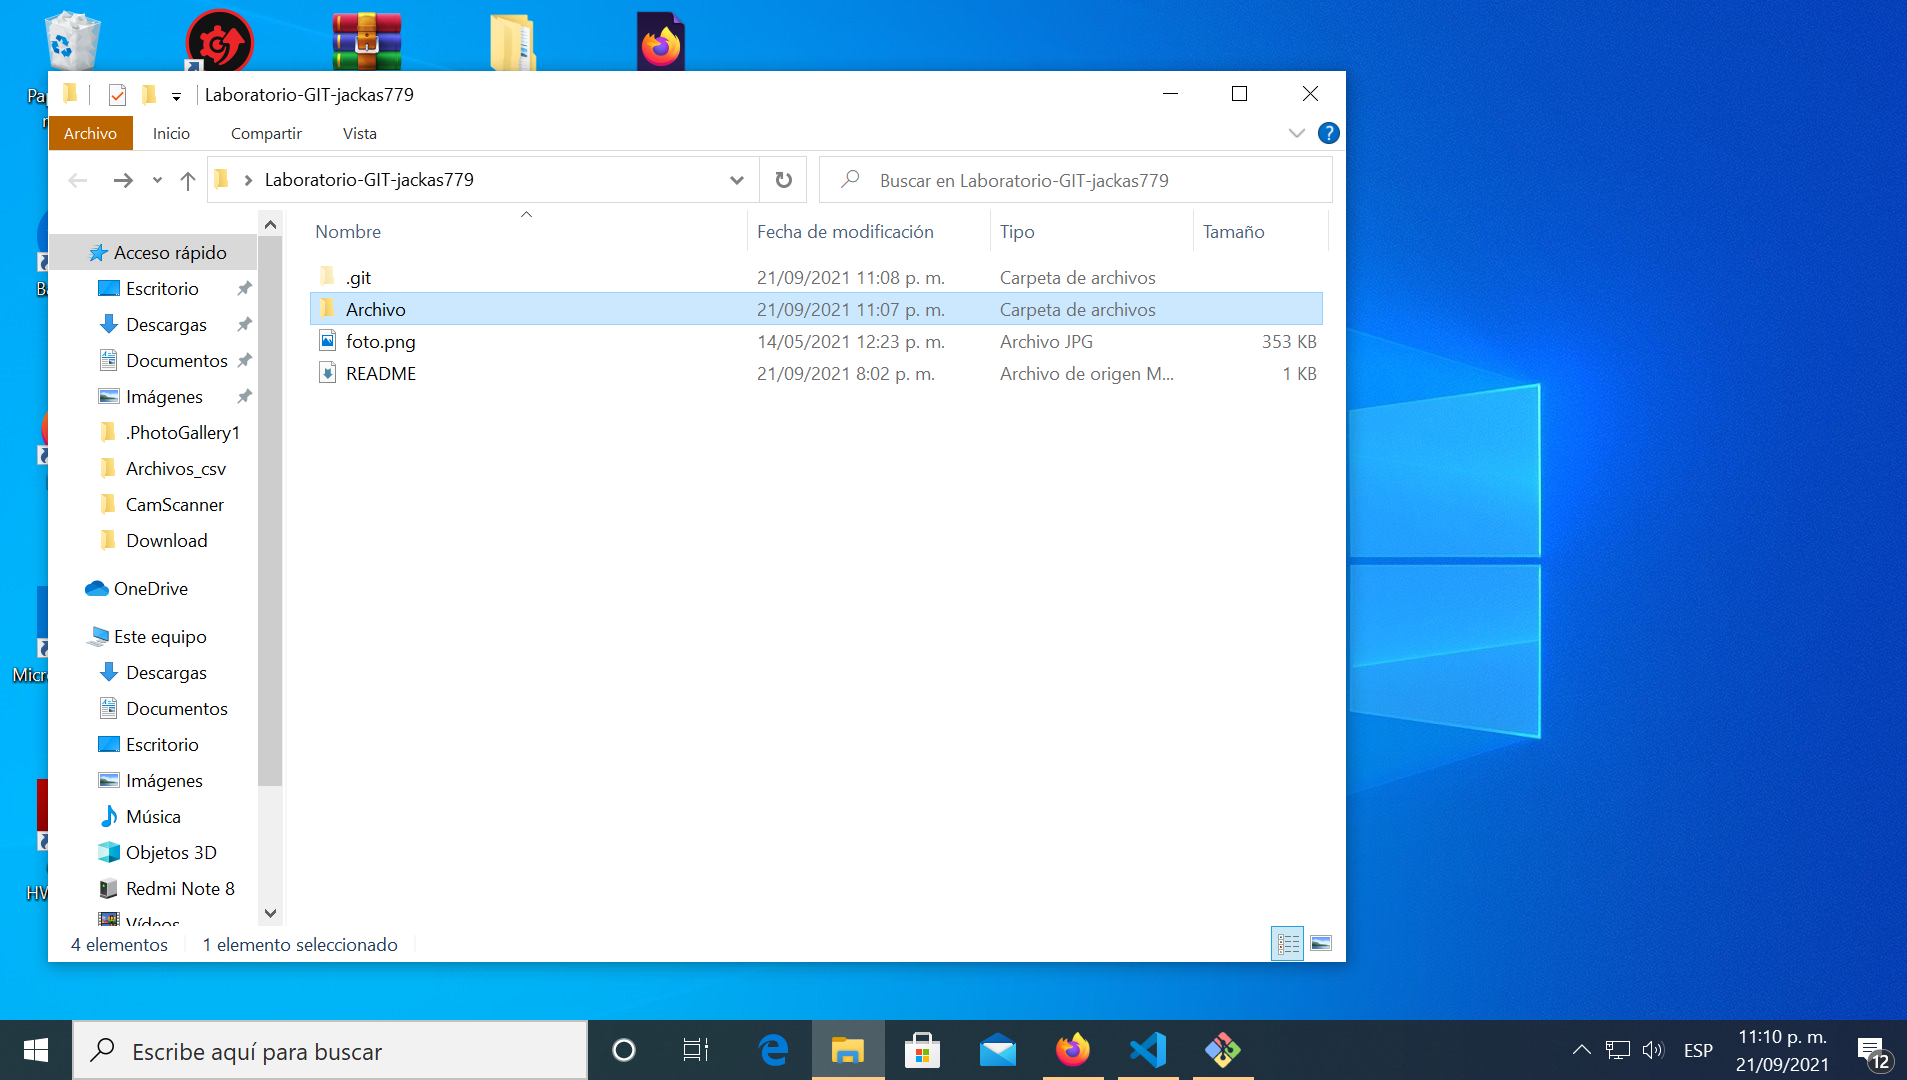 Laboratorio-GIT-jackas779
Archivo Inicio Compartir Vista
Laboratorio-GIT-jackas779 Buscar en Laboratorio-GIT-jackas779
Nombre Fecha de modificación Tipo Tamaño
.git 21/09/2021 11:08 p. m. Carpeta de archivos
Archivo 21/09/2021 11:07 p. m. Carpeta de archivos
foto.png 14/05/2021 12:23 p. m. Archivo JPG 353 KB
README 21/09/2021 8:02 p. m. Archivo de origen M... 1 KB
Acceso rápido
Escritorio
Descargas
Documentos
Imágenes
.PhotoGallery1
Archivos_csv
CamScanner
Download
OneDrive
Este equipo
Descargas
Documentos
Escritorio
Imágenes
Música
Objetos 3D
Redmi Note 8
Vídeos
4 elementos 1 elemento seleccionado
Pap
Ba
Micro
HW
Escribe aquí para buscar
ESP
11:10 p. m.
21/09/2021
12